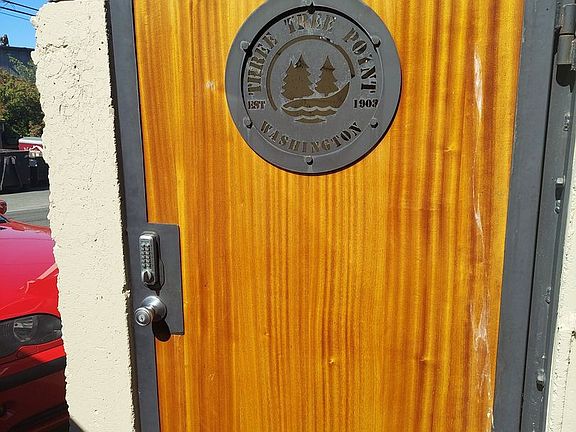 THREE TREE POINT
EST 1903
WASHINGTON